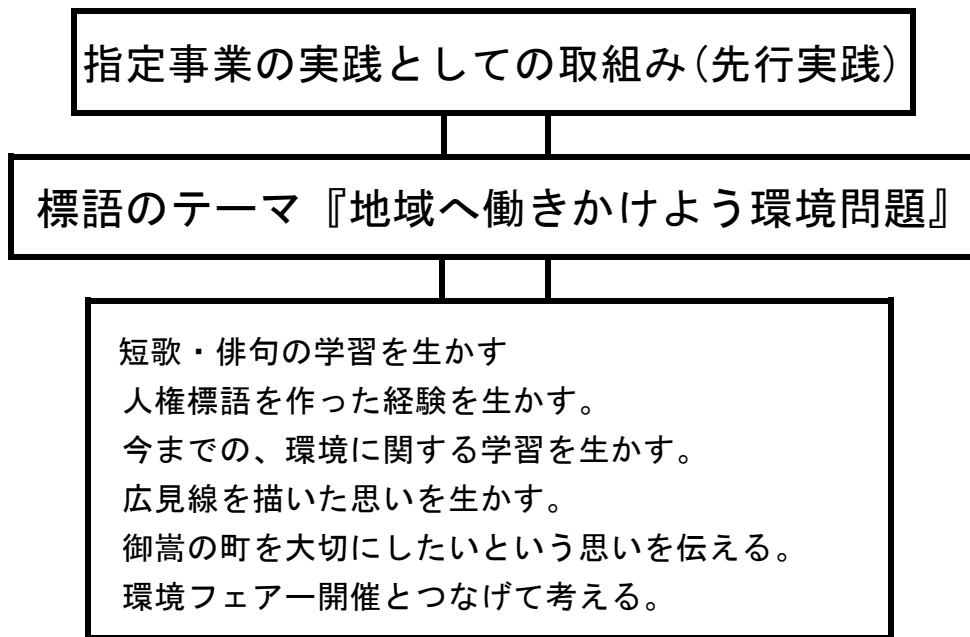 指定事業の実践としての取組み(先行実践)
標語のテーマ『地域へ働きかけよう環境問題』
短歌・俳句の学習を生かす
人権標語を作った経験を生かす。
今までの、環境に関する学習を生かす。
広見線を描いた思いを生かす。
御嵩の町を大切にしたいという思いを伝える。
環境フェアー開催とつなげて考える。